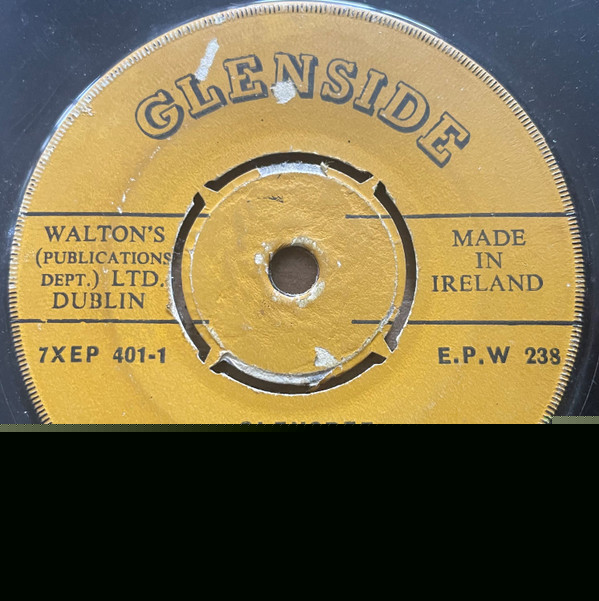 GLENSIDE
WALTON'S
(PUBLICATIONS
DEPT.) LTD.
DUBLIN
MADE
IN
IRELAND
7XEP 401-1
E.P.W 238